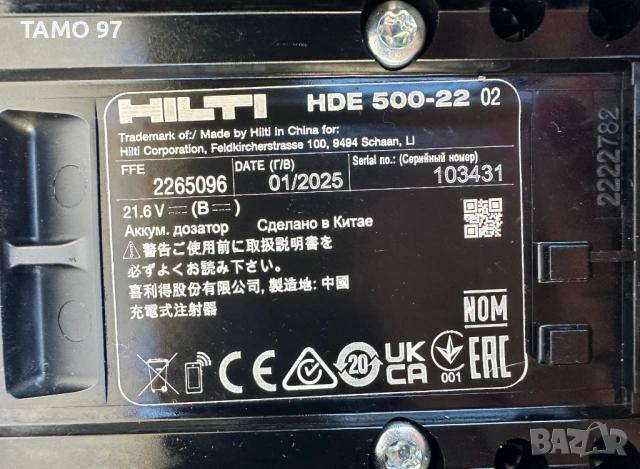 TAMO 97
HILTI HDE 500-22 02
Trademark of:/ Made by Hilti in China for:
Hilti Corporation, Feldkircherstrasse 100, 9494 Schaan, LI
FFE 2265096 DATE (Г/В) 01/2025 Serial no.: (Серийный номер) 103431
21.6 V (B )
Аккум. дозатор Сделано в Китае
警告ご使用前に取扱説明書を
必ずよくお読み下さい。
喜利得股份有限公司, 製造地: 中國
充電式注射器
NOM
CE 20 UK CA 001 EAC
2222782
BAZAR